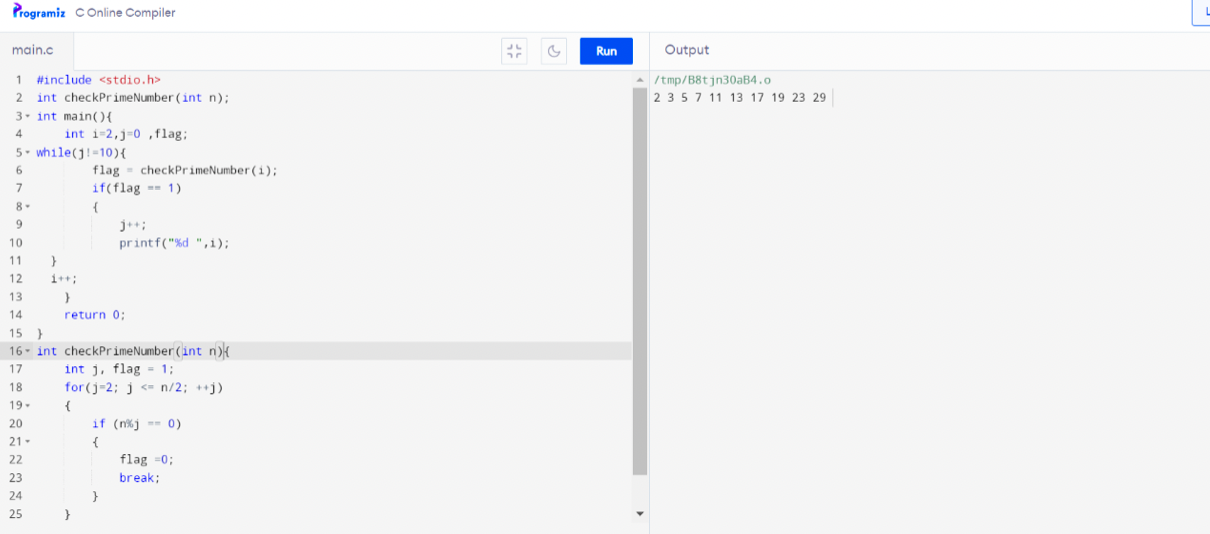 Programiz C Online Compiler
main.c
Run
Output
1 #include <stdio.h>
2 int checkPrimeNumber(int n);
3 int main(){
4 int i=2,j=0 ,flag;
5 while(j!=10){
6 flag = checkPrimeNumber(i);
7 if(flag == 1)
8 {
9 j++;
10 printf("%d ",i);
11 }
12 i++;
13 }
14 return 0;
15 }
16 int checkPrimeNumber(int n){
17 int j, flag = 1;
18 for(j=2; j <= n/2; ++j)
19 {
20 if (n%j == 0)
21 {
22 flag =0;
23 break;
24 }
25 }
/tmp/B8tjn30aB4.o
2 3 5 7 11 13 17 19 23 29